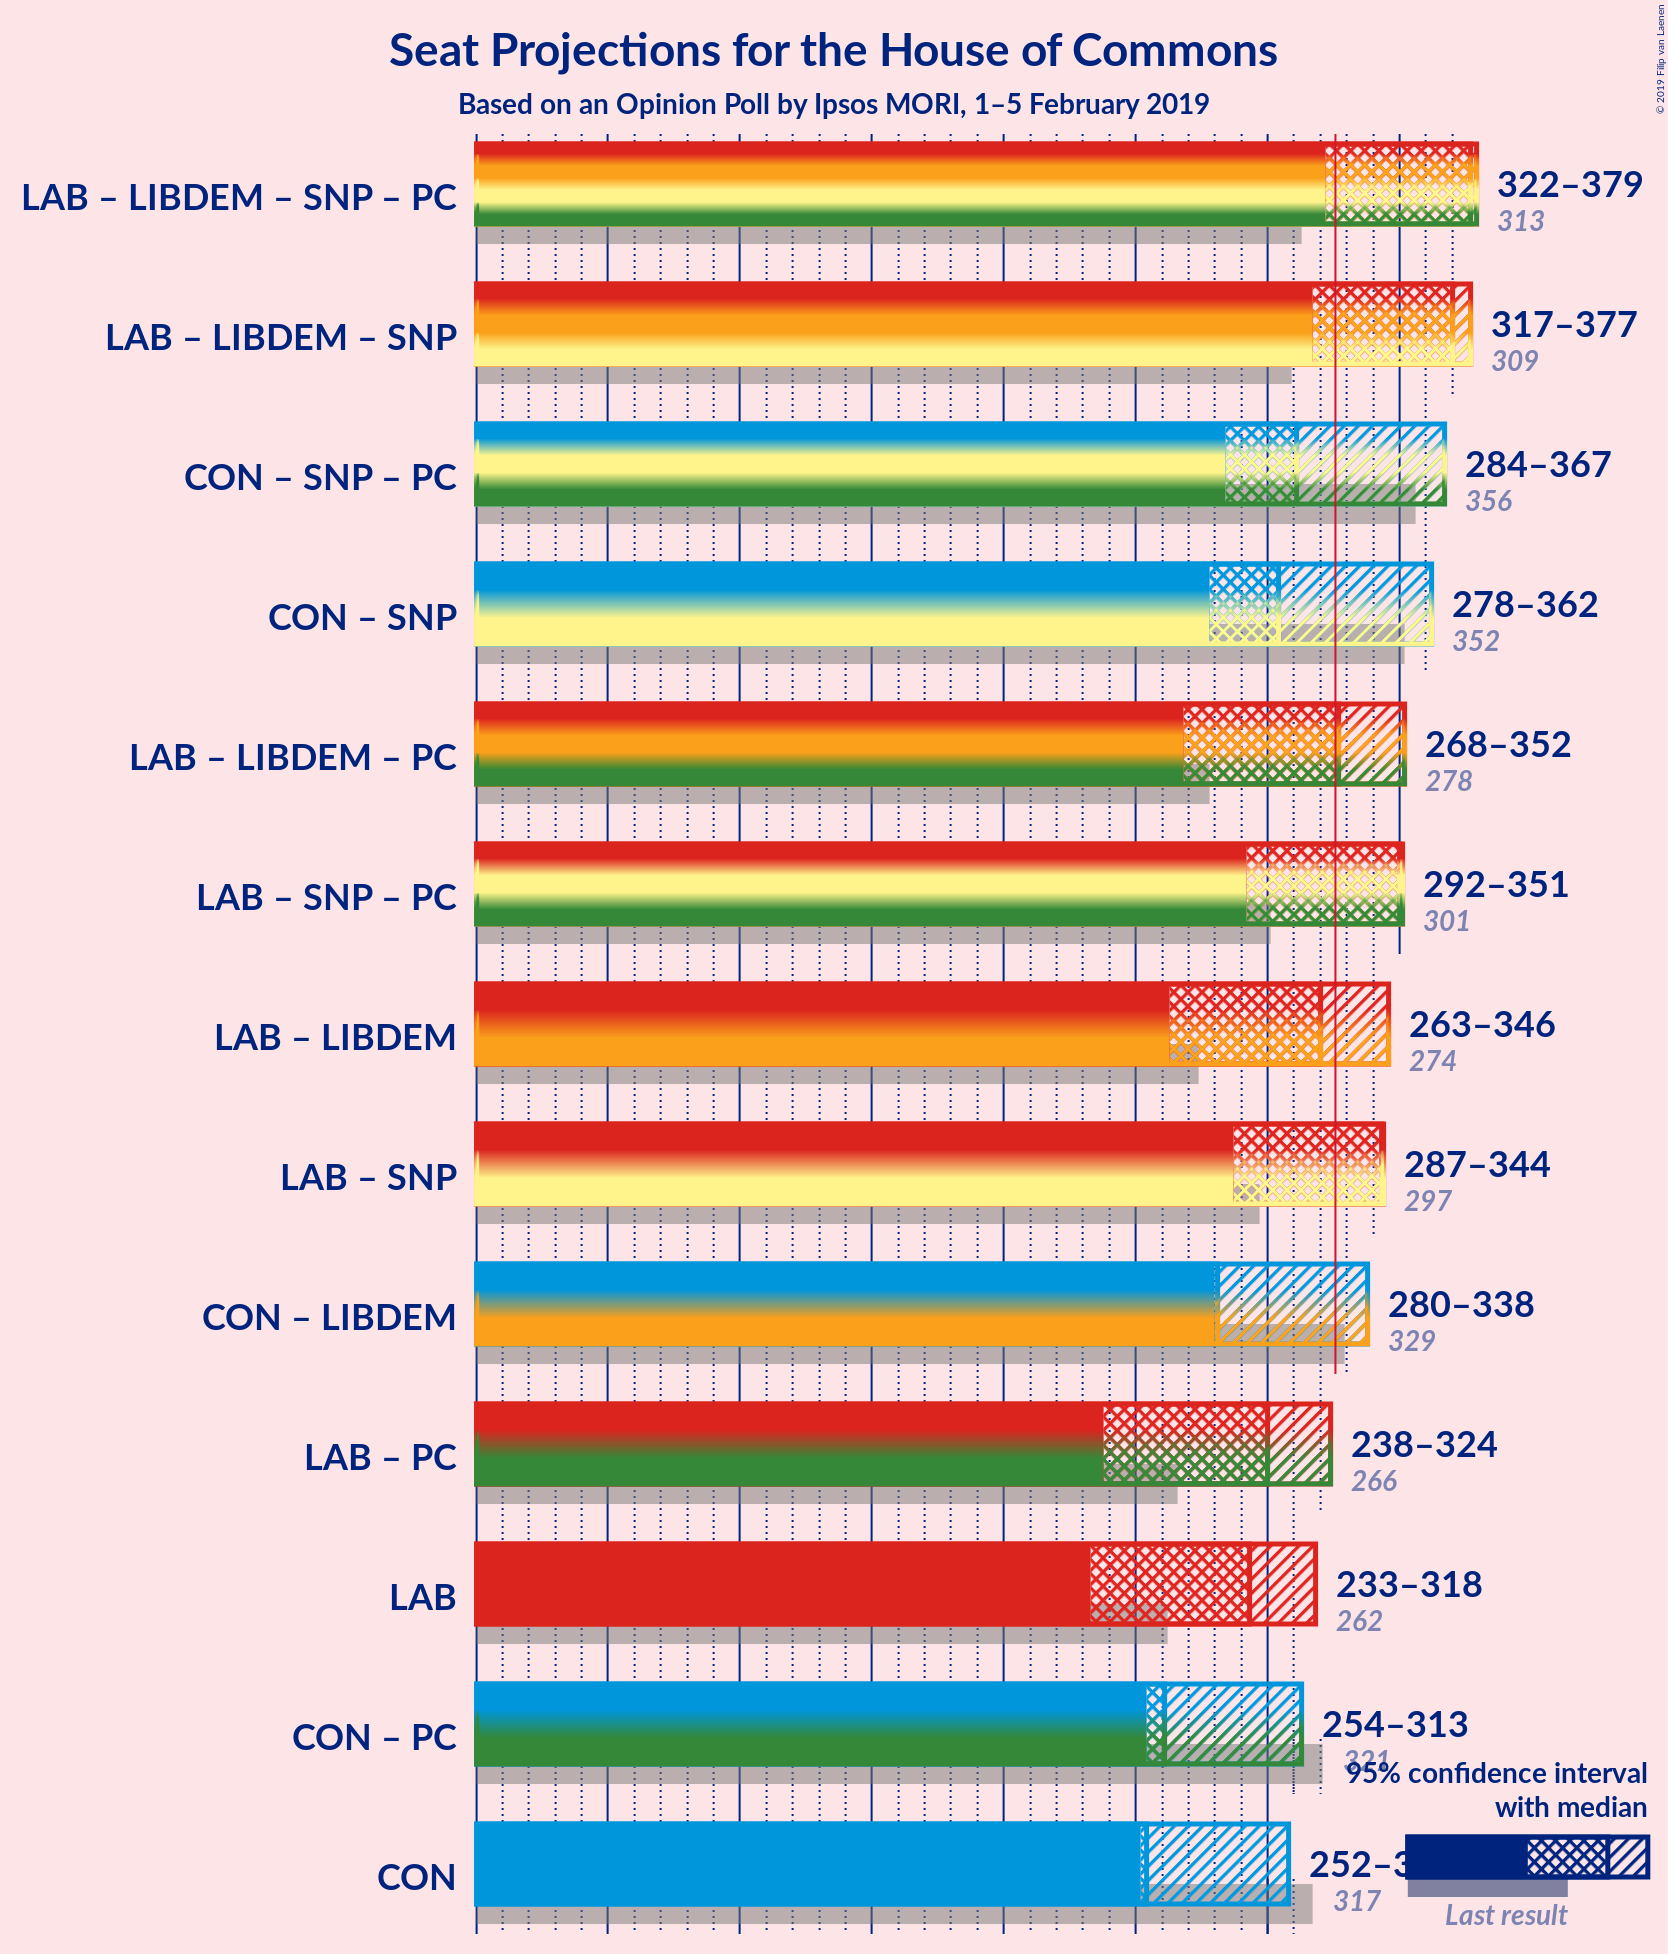 © 2019 Filip van Laenen
Seat Projections for the House of Commons
Based on an Opinion Poll by Ipsos MORI, 1–5 February 2019
LAB – LIBDEM – SNP – PC
322–379
313
LAB – LIBDEM – SNP
317–377
309
CON – SNP – PC
284–367
356
CON – SNP
278–362
352
LAB – LIBDEM – PC
268–352
278
LAB – SNP – PC
292–351
301
LAB – LIBDEM
263–346
274
LAB – SNP
287–344
297
CON – LIBDEM
280–338
329
LAB – PC
238–324
266
LAB
233–318
262
CON – PC
254–313
321
95% confidence interval
with median
CON
252–3
317
Last result